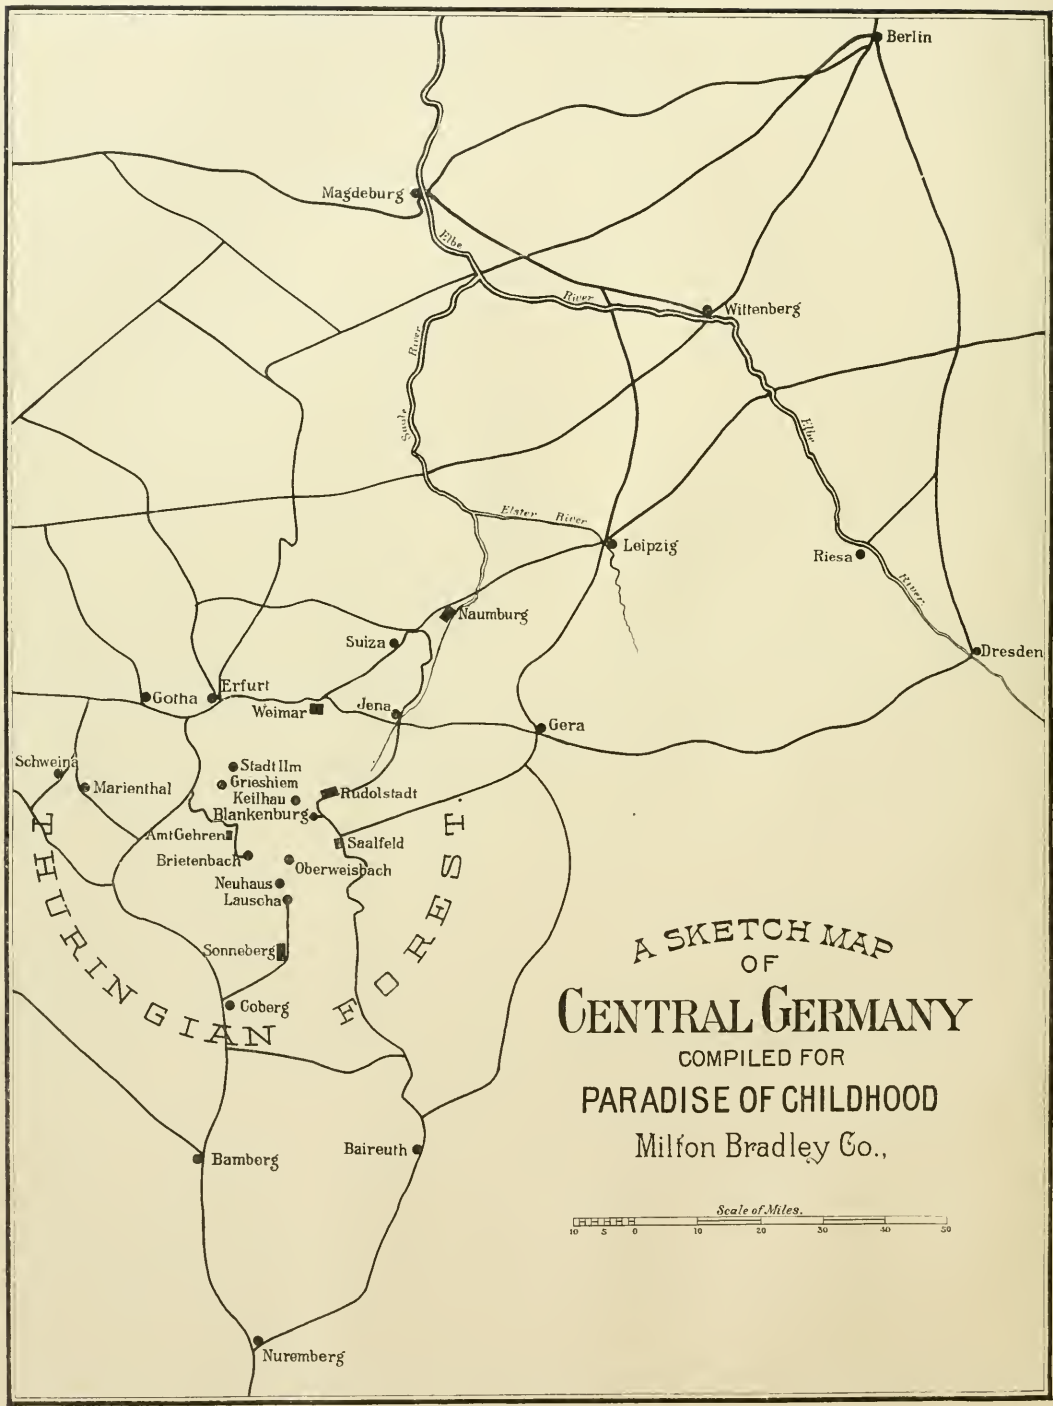 Berlin
Magdeburg
Elbe
River
Wittenberg
River
Saale
Elbe
Elster River
Leipzig
Riesa
River
Naumburg
Suiza
Dresden
Gotha
Erfurt
Weimar
Jena
Gera
Schweina
Marienthal
Stadt Ilm
Grieshiem
Keilhau
Rudolstadt
Blankenburg
Amt Gehren
Saalfeld
Brietenbach
Oberweisbach
Neuhaus
Lauscha
Sonneberg
Coberg
THURINGIAN FOREST
Bamberg
Baireuth
Nuremberg
A SKETCH MAP
OF
CENTRAL GERMANY
COMPILED FOR
PARADISE OF CHILDHOOD
Milton Bradley Co.,
Scale of Miles.
10 5 0 10 20 30 40 50